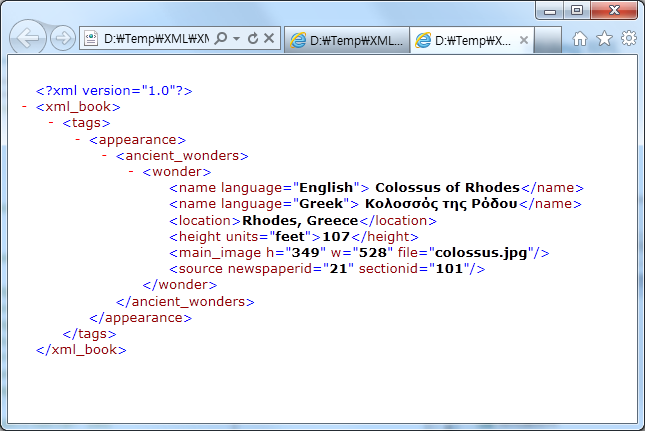 D:₩Temp₩XML₩XM
D:₩Temp₩XML...
D:₩Temp₩X...
<?xml version="1.0"?>
- <xml_book>
- <tags>
- <appearance>
- <ancient_wonders>
- <wonder>
<name language="English"> Colossus of Rhodes</name>
<name language="Greek"> Κολοσσός της Ρόδου</name>
<location>Rhodes, Greece</location>
<height units="feet">107</height>
<main_image h="349" w="528" file="colossus.jpg"/>
<source newspaperid="21" sectionid="101"/>
</wonder>
</ancient_wonders>
</appearance>
</tags>
</xml_book>